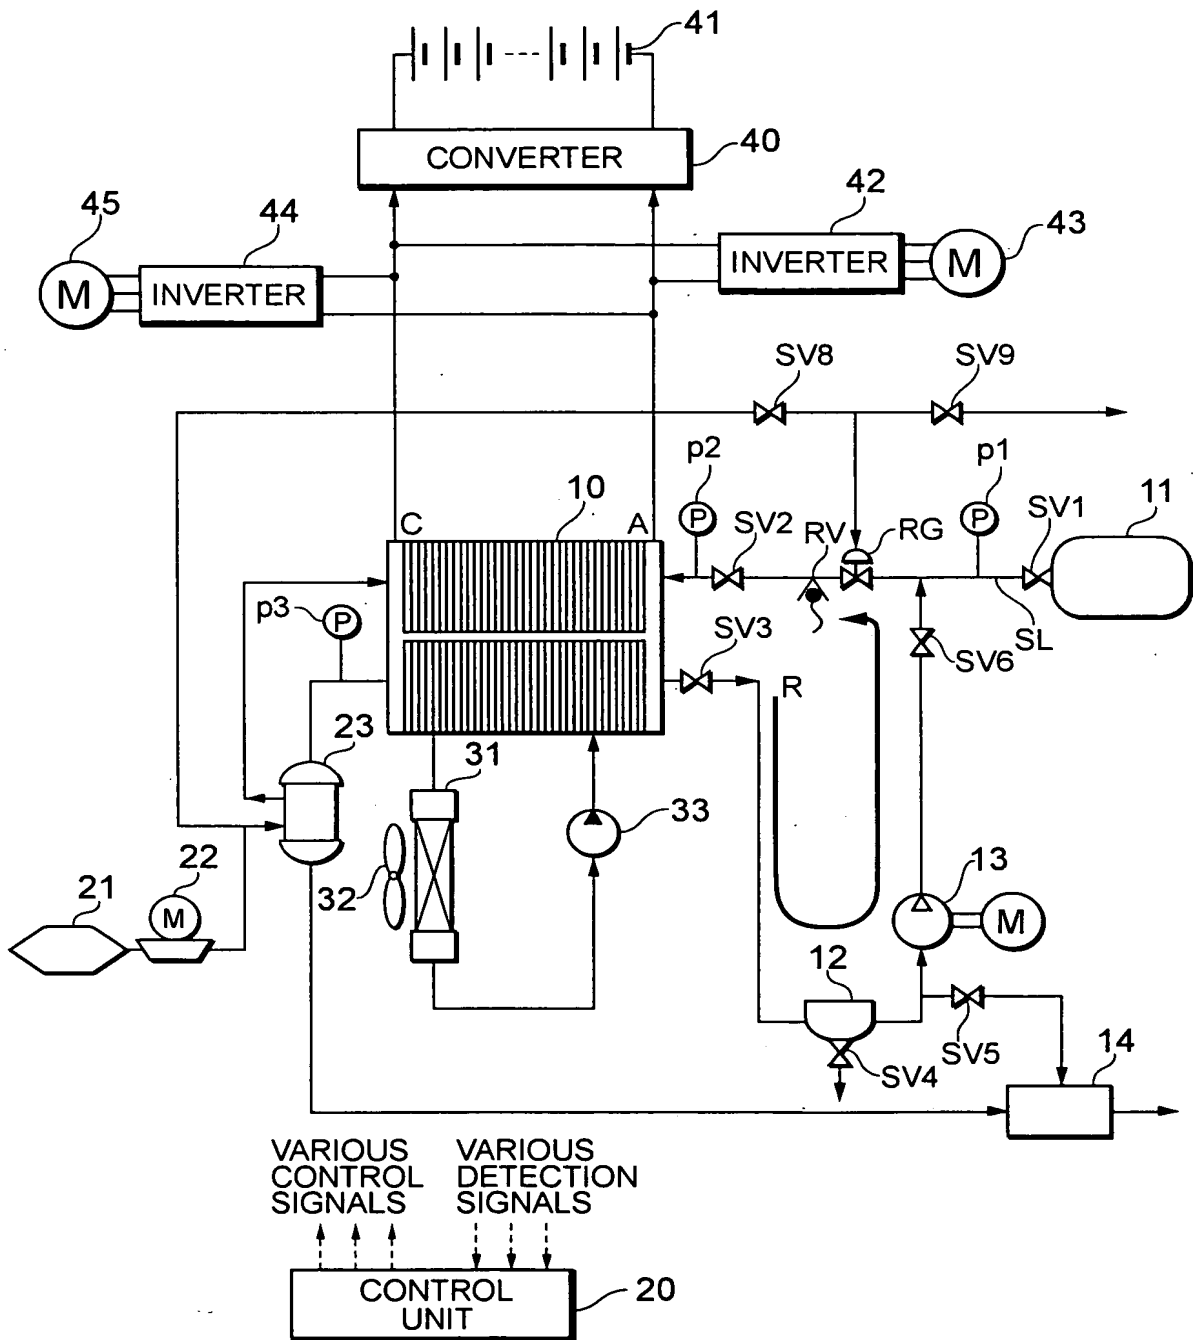 41
CONVERTER
40
45
44
42
43
M
INVERTER
INVERTER
M
SV8
SV9
p2
p1
10
SV1
11
C
A
P
SV2
RV
RG
P
p3
P
SV3
SV6
SL
R
23
31
33
22
32
13
21
M
M
12
SV5
14
SV4
VARIOUS
CONTROL
SIGNALS
VARIOUS
DETECTION
SIGNALS
CONTROL
UNIT
20